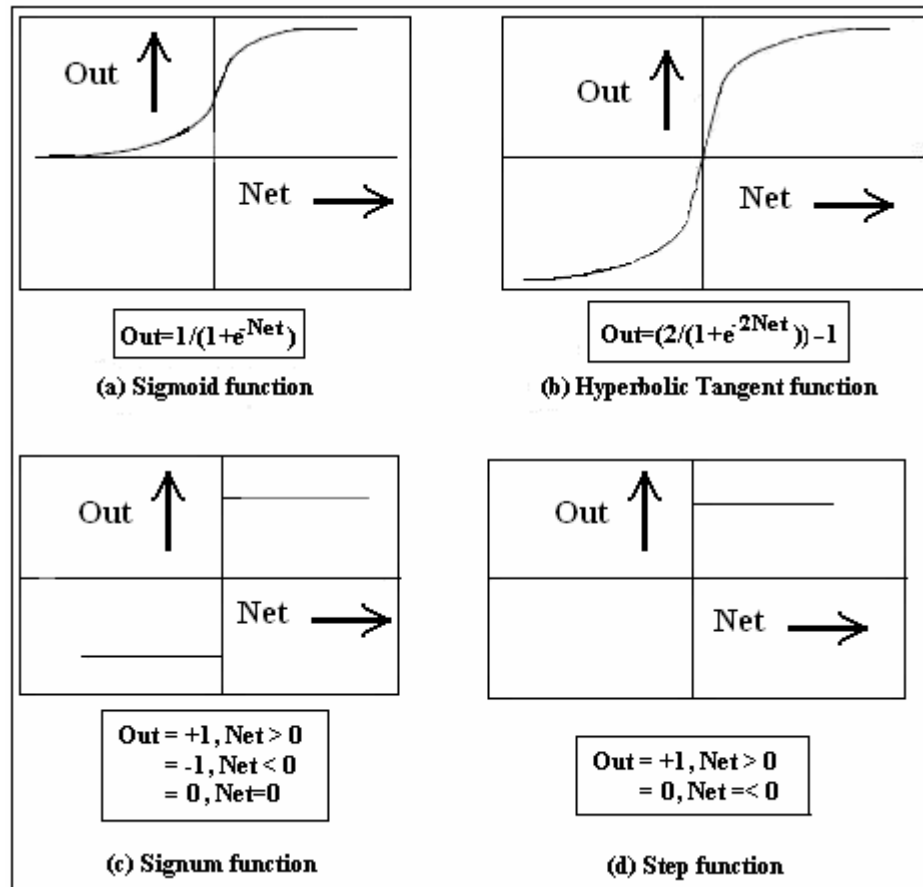 Out
Net
Out=1/(1+e^-Net)
(a) Sigmoid function
Out
Net
Out=(2/(1+e^-2Net))-1
(b) Hyperbolic Tangent function
Out
Net
Out = +1, Net > 0
= -1, Net < 0
= 0, Net=0
(c) Signum function
Out
Net
Out = +1, Net > 0
= 0, Net =< 0
(d) Step function